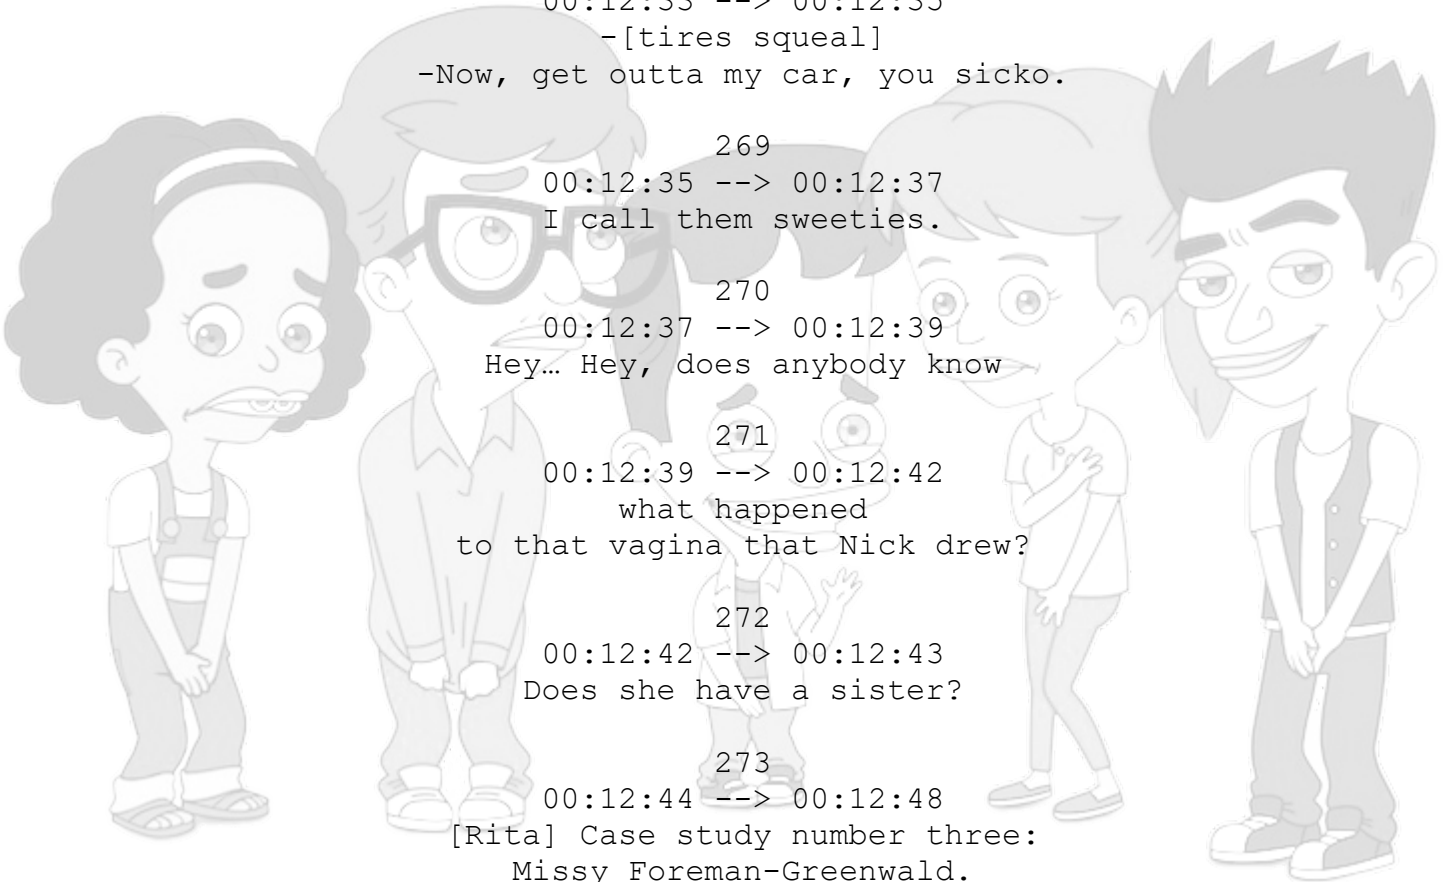 00:12:33 --> 00:12:35
-[tires squeal]
-Now, get outta my car, you sicko.
269
00:12:35 --> 00:12:37
I call them sweeties.
270
00:12:37 --> 00:12:39
Hey… Hey, does anybody know
271
00:12:39 --> 00:12:42
what happened
to that vagina that Nick drew?
272
00:12:42 --> 00:12:43
Does she have a sister?
273
00:12:44 --> 00:12:48
[Rita] Case study number three:
Missy Foreman-Greenwald.